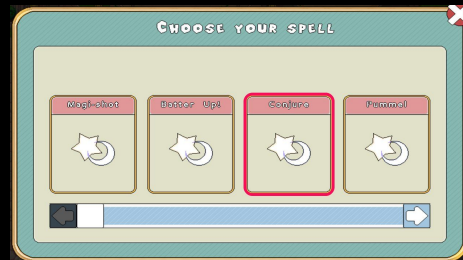 Choose your spell
Magi-shot
Batter Up!
Conjure
Pummel